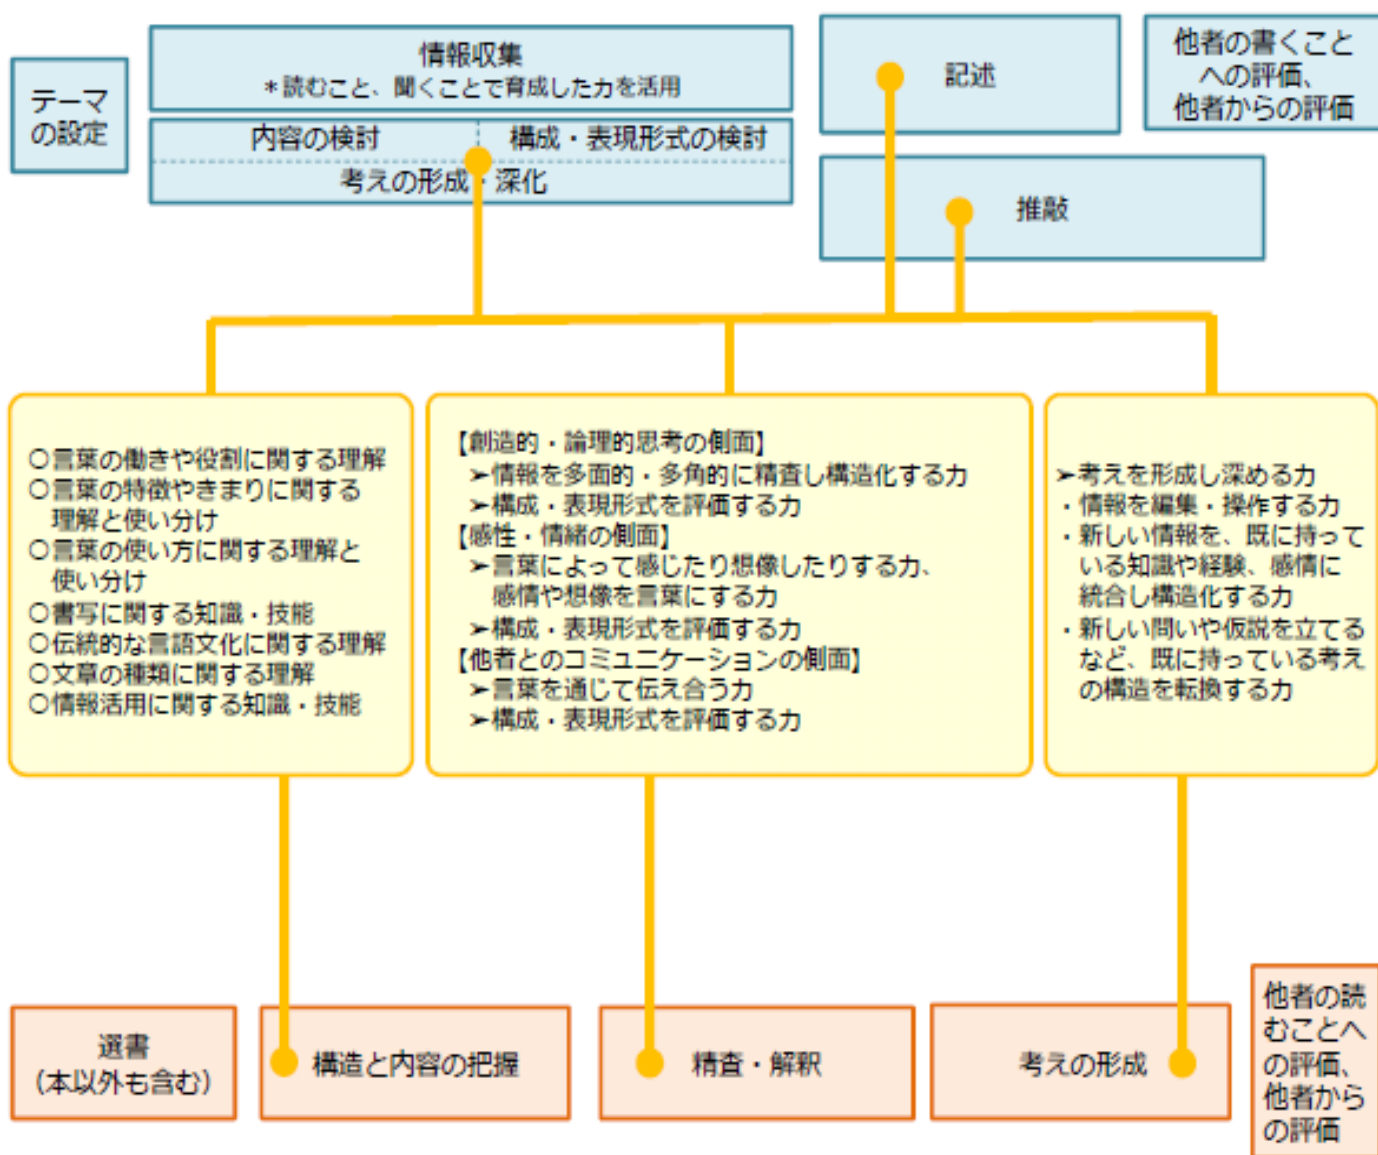 テーマ
の設定
情報収集
＊読むこと、聞くことで育成した力を活用
内容の検討
構成・表現形式の検討
考えの形成・深化
記述
他者の書くこと
への評価、
他者からの評価
推敲
○言葉の働きや役割に関する理解
○言葉の特徴やきまりに関する
理解と使い分け
○言葉の使い方に関する理解と
使い分け
○書写に関する知識・技能
○伝統的な言語文化に関する理解
○文章の種類に関する理解
○情報活用に関する知識・技能
【創造的・論理的思考の側面】
➢情報を多面的・多角的に精査し構造化する力
➢構成・表現形式を評価する力
【感性・情緒の側面】
➢言葉によって感じたり想像したりする力、
感情や想像を言葉にする力
➢構成・表現形式を評価する力
【他者とのコミュニケーションの側面】
➢言葉を通じて伝え合う力
➢構成・表現形式を評価する力
➢考えを形成し深める力
・情報を編集・操作する力
・新しい情報を、既に持って
いる知識や経験、感情に
統合し構造化する力
・新しい問いや仮説を立てる
など、既に持っている考え
の構造を転換する力
選書
（本以外も含む）
構造と内容の把握
精査・解釈
考えの形成
他者の読
むことへ
の評価、
他者から
の評価